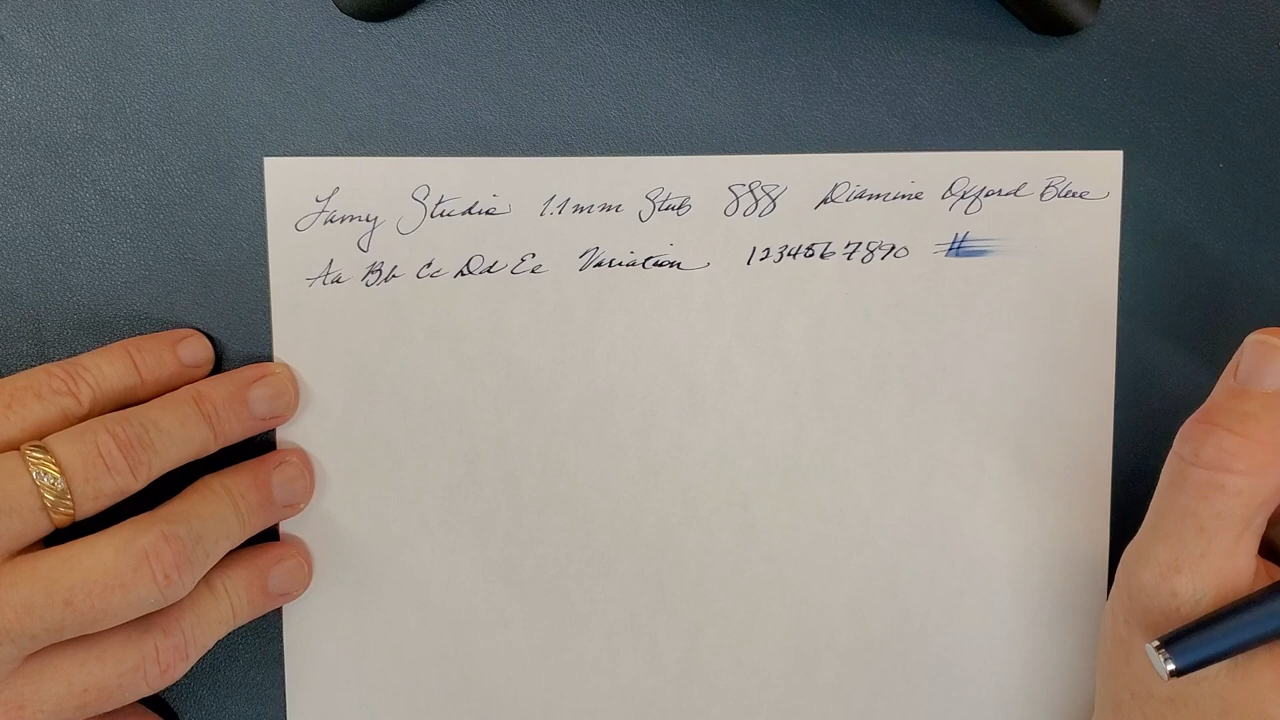 Lamy Studio 1.1mm Stub 888 Diamine Oxford Blue
Aa Bb Cc Dd Ee Variation 1234567890 #